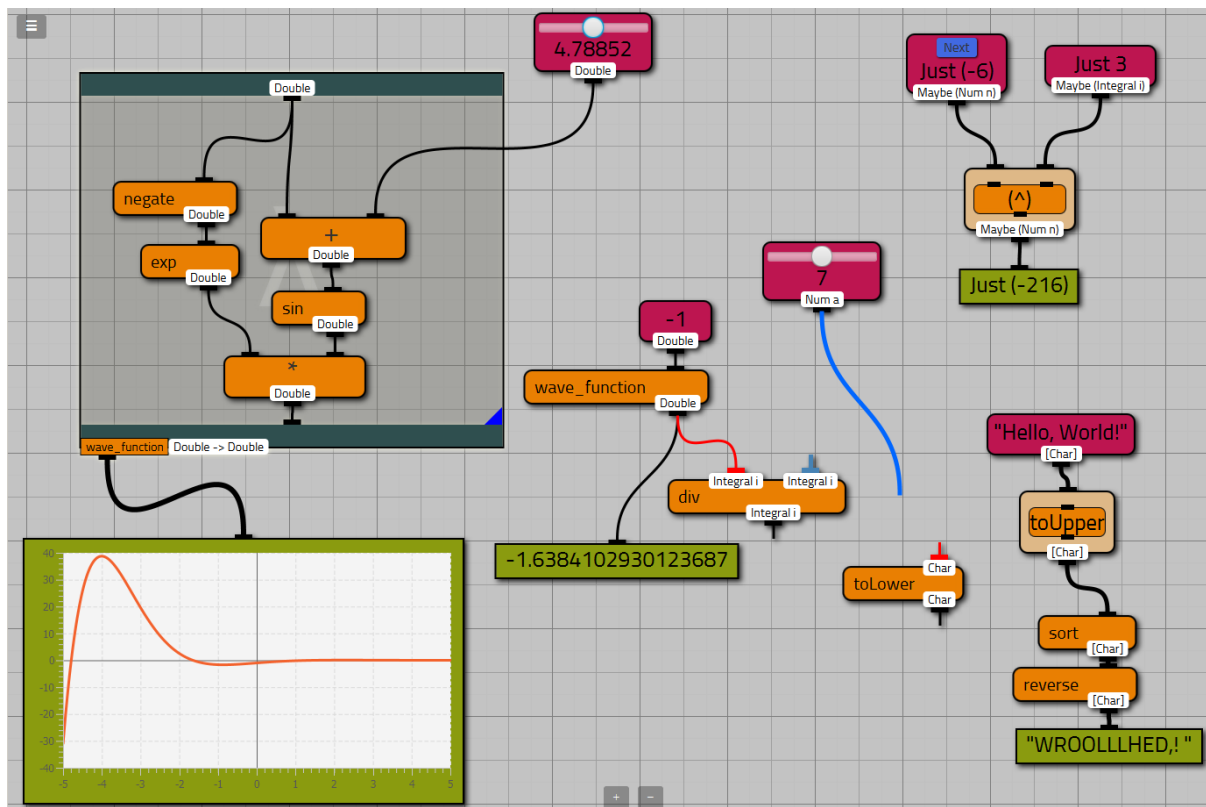 ☰
Double
negate
Double
exp
Double
+
Double
sin
Double
*
Double
wave_function
Double -> Double
40
30
20
10
0
-10
-20
-30
-40
-5 -4 -3 -2 -1 0 1 2 3 4 5
4.78852
Double
-1
Double
wave_function
Double
Integral i Integral i
div
Integral i
-1.6384102930123687
7
Num a
Char
toLower
Char
Next
Just (-6)
Maybe (Num n)
Just 3
Maybe (Integral i)
(^)
Maybe (Num n)
Just (-216)
"Hello, World!"
[Char]
toUpper
[Char]
sort
[Char]
reverse
[Char]
"WROOLLLHED,! "
+ −